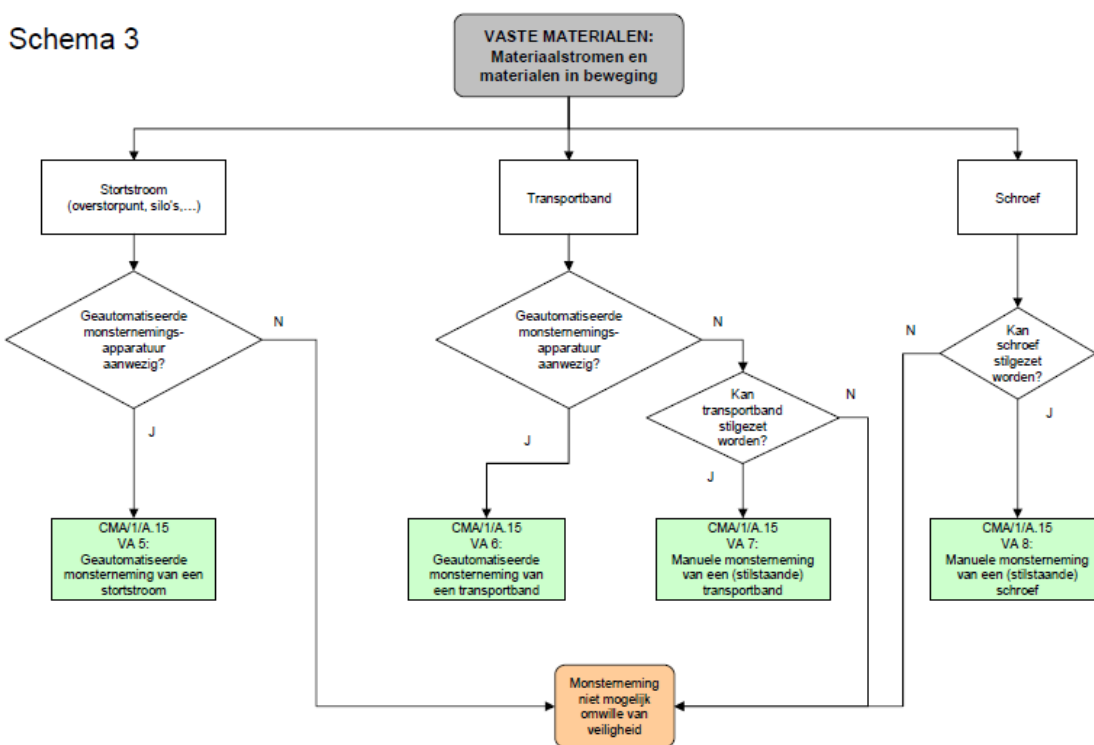 Schema 3
VASTE MATERIALEN:
Materiaalstromen en
materialen in beweging
Stortstroom
(overstorpunt, silo's,...)
Transportband
Schroef
Geautomatiseerde
monsternemings-
apparatuur
aanwezig?
N
J
Geautomatiseerde
monsternemings-
apparatuur
aanwezig?
N
J
Kan
transportband
stilgezet
worden?
N
J
Kan
schroef
stilgezet
worden?
N
J
CMA/1/A.15
VA 5:
Geautomatiseerde
monsterneming van een
stortstroom
CMA/1/A.15
VA 6:
Geautomatiseerde
monsterneming van
een transportband
CMA/1/A.15
VA 7:
Manuele monsterneming
van een (stilstaande)
transportband
CMA/1/A.15
VA 8:
Manuele monsterneming
van een (stilstaande)
schroef
Monsterneming
niet mogelijk
omwille van
veiligheid